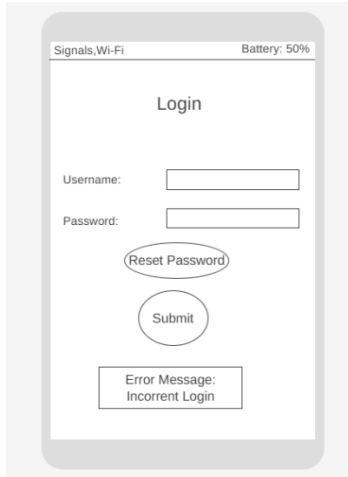 Signals,Wi-Fi Battery: 50%
Login
Username:
Password:
Reset Password
Submit
Error Message:
Incorrent Login